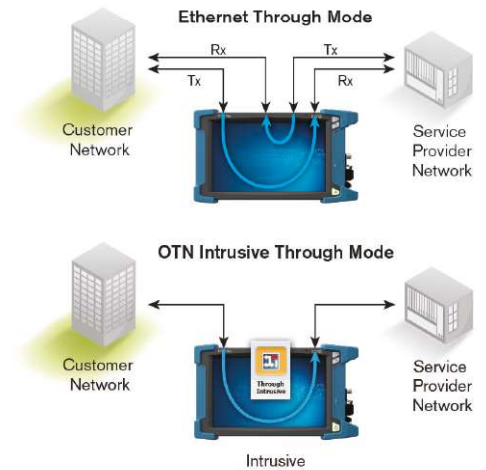 Ethernet Through Mode
Rx
Tx
Tx
Rx
Customer
Network
Service
Provider
Network
OTN Intrusive Through Mode
Customer
Network
Through
Intrusive
Service
Provider
Network
Intrusive